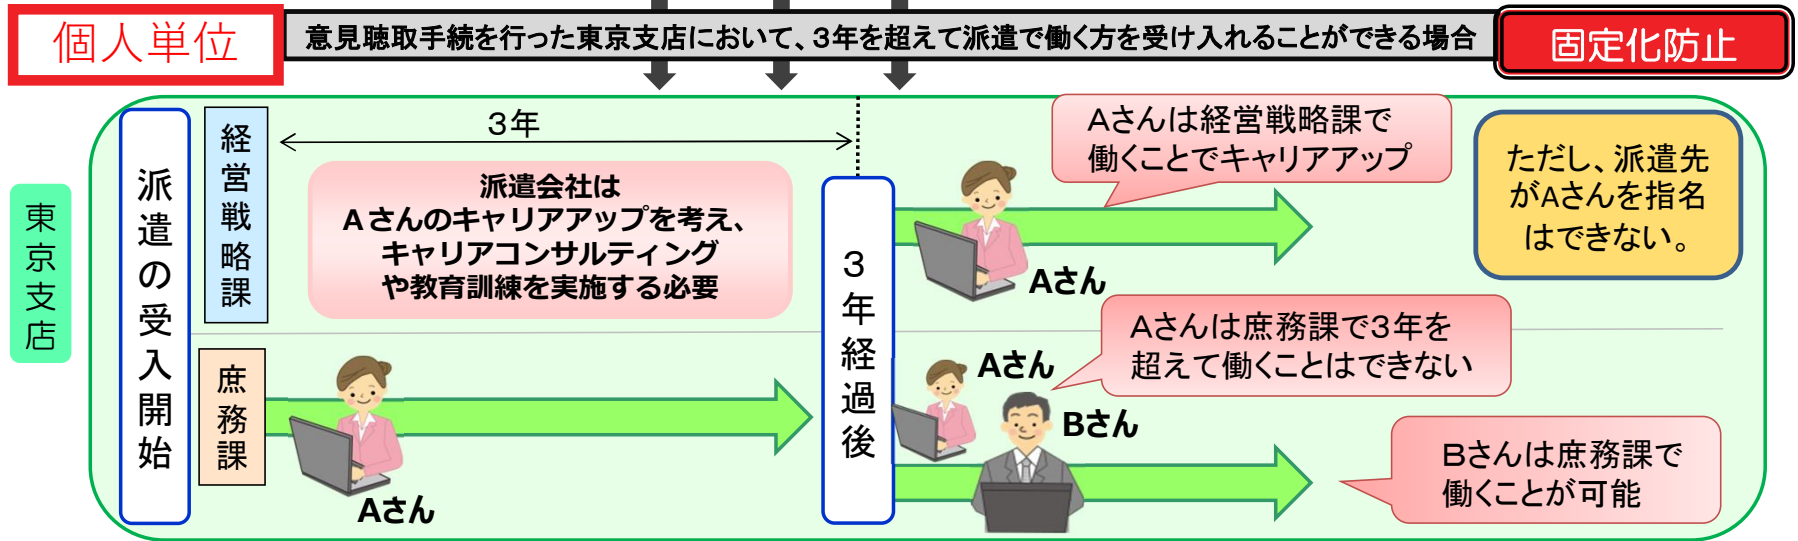 個人単位
意見聴取手続を行った東京支店において、3年を超えて派遣で働く方を受け入れることができる場合
固定化防止
東京支店
派遣の受入開始
経営戦略課
3年
派遣会社は
Aさんのキャリアアップを考え、
キャリアコンサルティング
や教育訓練を実施する必要
庶務課
Aさん
3年経過後
Aさんは経営戦略課で
働くことでキャリアアップ
Aさん
ただし、派遣先
がAさんを指名
はできない。
Aさんは庶務課で3年を
超えて働くことはできない
Aさん
Bさん
Bさんは庶務課で
働くことが可能